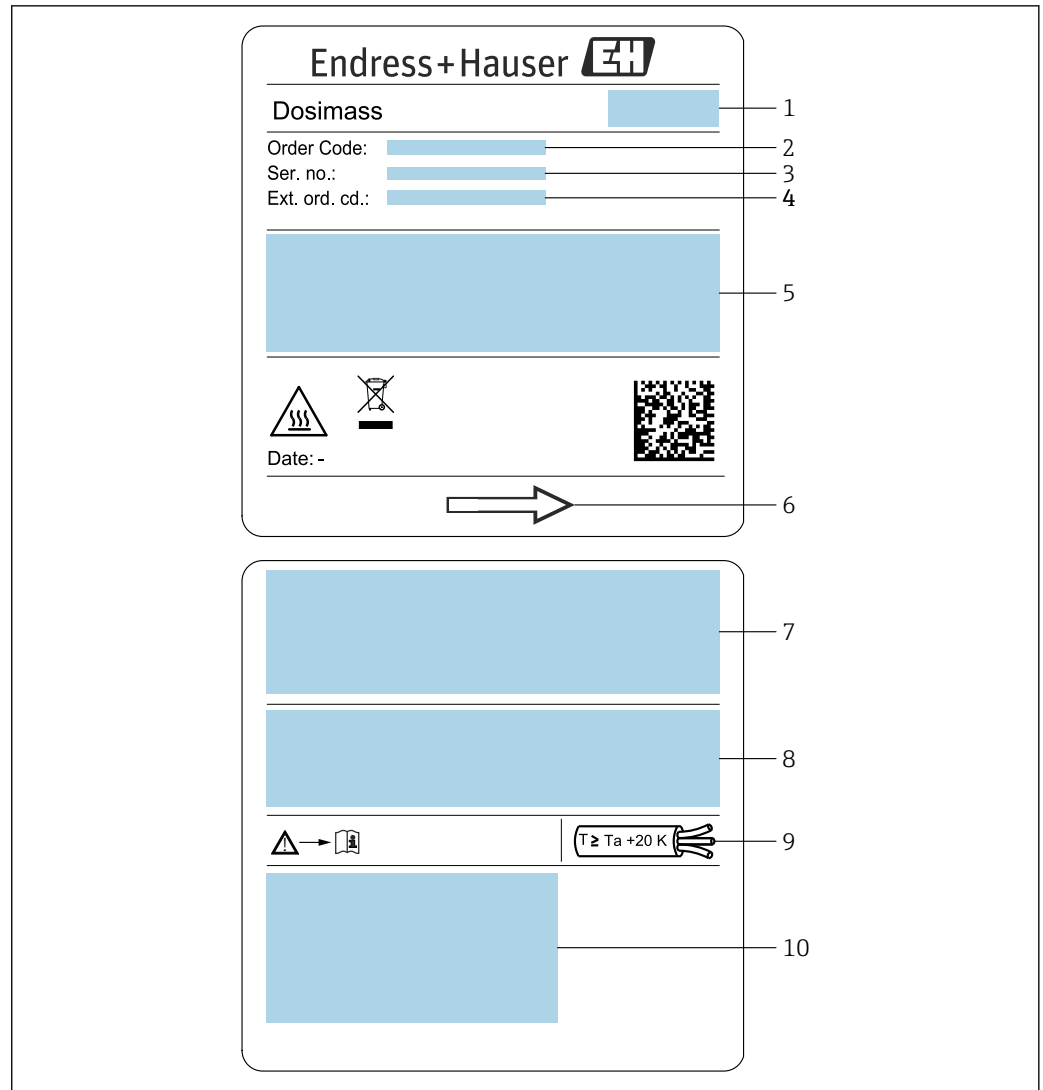 Endress+Hauser EH
Dosimass
1
Order Code:
2
Ser. no.:
3
Ext. ord. cd.:
4
5
Date: -
6
7
8
T ≥ Ta +20 K
9
10